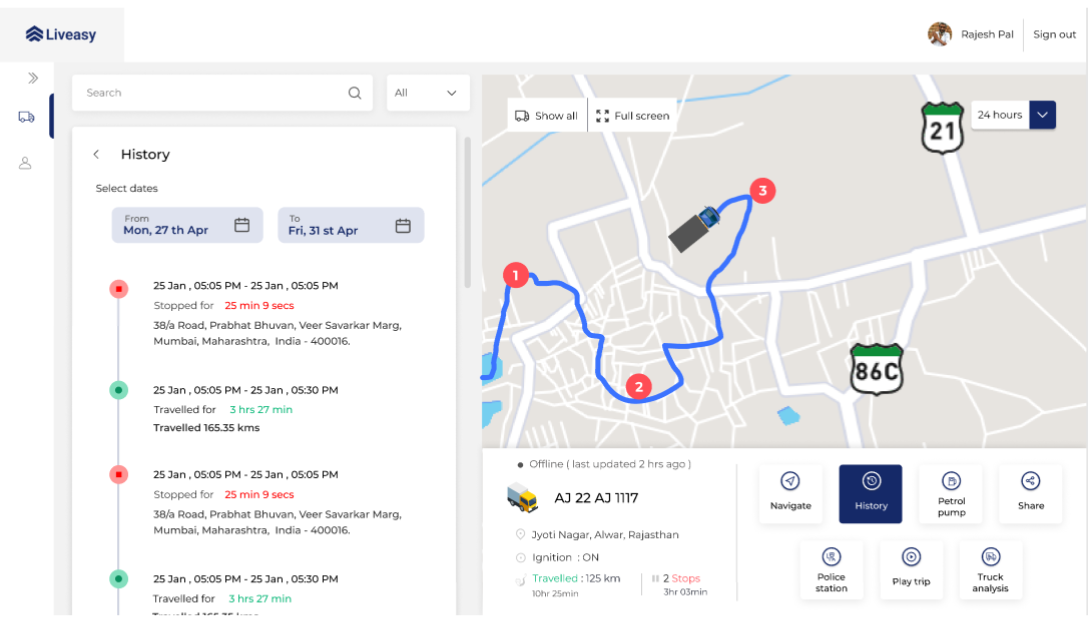 Liveasy
Rajesh Pal
Sign out
Search
All
History
Select dates
From
Mon, 27 th Apr
To
Fri, 31 st Apr
25 Jan , 05:05 PM - 25 Jan , 05:05 PM
Stopped for 25 min 9 secs
38/a Road, Prabhat Bhuvan, Veer Savarkar Marg,
Mumbai, Maharashtra, India - 400016.
25 Jan , 05:05 PM - 25 Jan , 05:30 PM
Travelled for 3 hrs 27 min
Travelled 165.35 kms
25 Jan , 05:05 PM - 25 Jan , 05:05 PM
Stopped for 25 min 9 secs
38/a Road, Prabhat Bhuvan, Veer Savarkar Marg,
Mumbai, Maharashtra, India - 400016.
25 Jan , 05:05 PM - 25 Jan , 05:30 PM
Travelled for 3 hrs 27 min
Travelled 165.35 kms
Show all
Full screen
21
24 hours
3
1
86C
2
Offline ( last updated 2 hrs ago )
AJ 22 AJ 1117
Jyoti Nagar, Alwar, Rajasthan
Ignition : ON
Travelled : 125 km
10hr 25min
2 Stops
3hr 03min
Navigate
History
Petrol
pump
Share
Police
station
Play trip
Truck
analysis